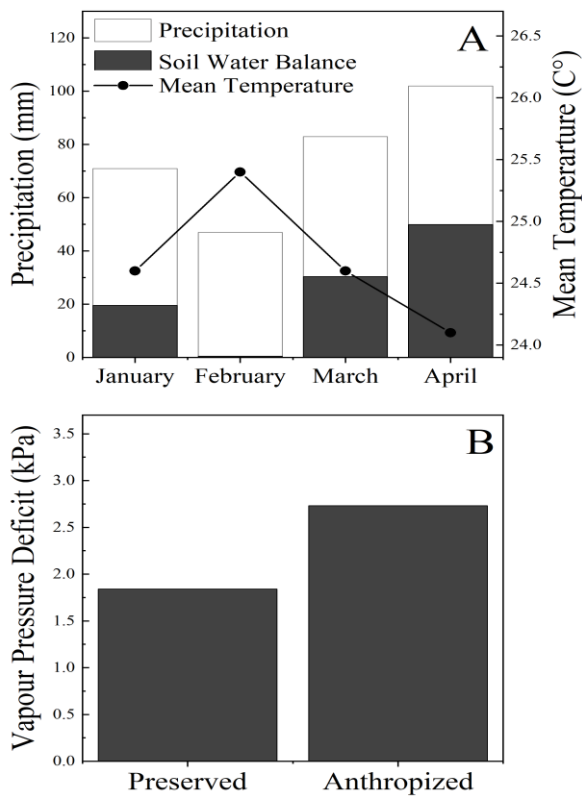 A
Precipitation
Soil Water Balance
Mean Temperature
Precipitation (mm)
120
100
80
60
40
20
0
Mean Temperarture (C°)
26.5
26.0
25.5
25.0
24.5
24.0
January February March April
B
Vapour Pressure Deficit (kPa)
3.5
3.0
2.5
2.0
1.5
1.0
0.5
0.0
Preserved Anthropized